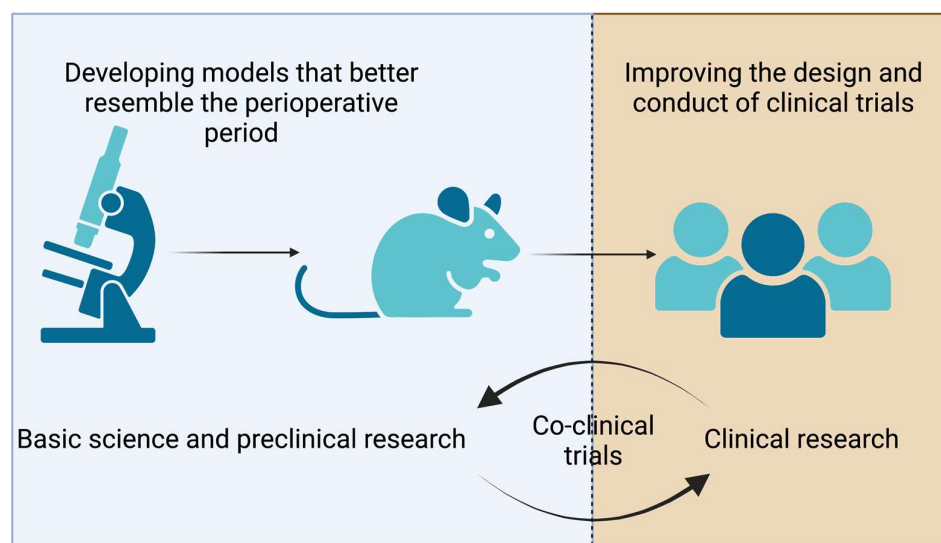 Developing models that better
resemble the perioperative
period
Improving the design and
conduct of clinical trials
Basic science and preclinical research
Co-clinical
trials
Clinical research